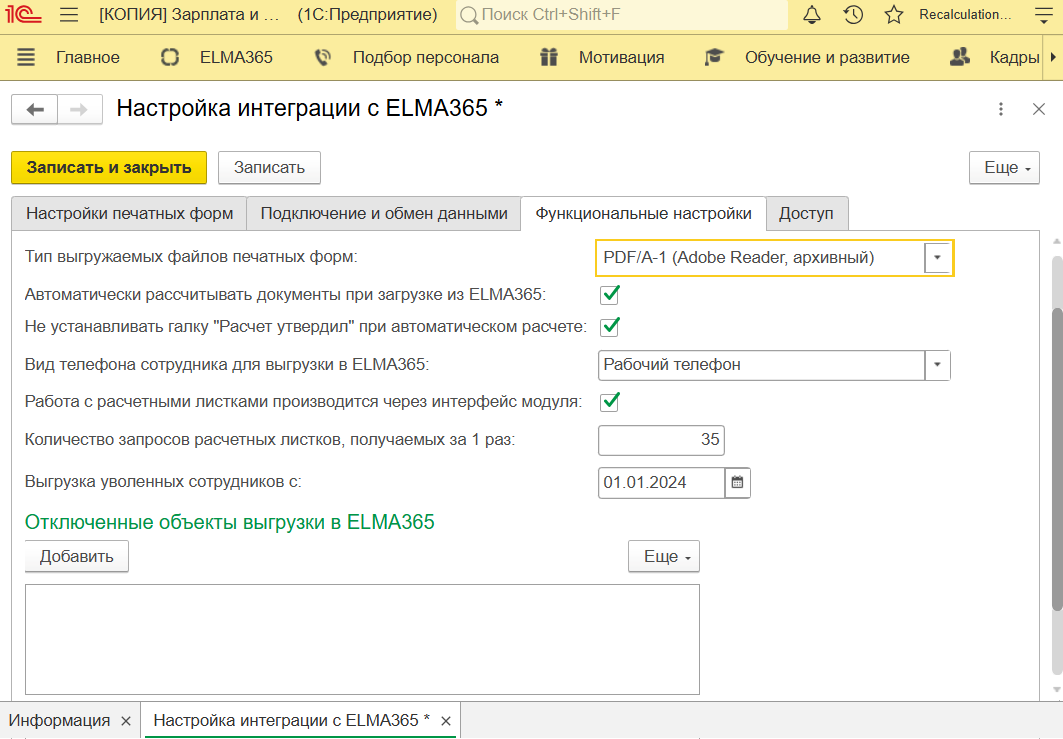 1С [КОПИЯ] Зарплата и ... (1С:Предприятие) Поиск Ctrl+Shift+F Recalculation...
Главное ELMA365 Подбор персонала Мотивация Обучение и развитие Кадры
Настройка интеграции с ELMA365 *
Записать и закрыть Записать Еще
Настройки печатных форм Подключение и обмен данными Функциональные настройки Доступ
Тип выгружаемых файлов печатных форм: PDF/A-1 (Adobe Reader, архивный)
Автоматически рассчитывать документы при загрузке из ELMA365:
Не устанавливать галку "Расчет утвердил" при автоматическом расчете:
Вид телефона сотрудника для выгрузки в ELMA365: Рабочий телефон
Работа с расчетными листками производится через интерфейс модуля:
Количество запросов расчетных листков, получаемых за 1 раз: 35
Выгрузка уволенных сотрудников с: 01.01.2024
Отключенные объекты выгрузки в ELMA365
Добавить Еще
Информация Настройка интеграции с ELMA365 *